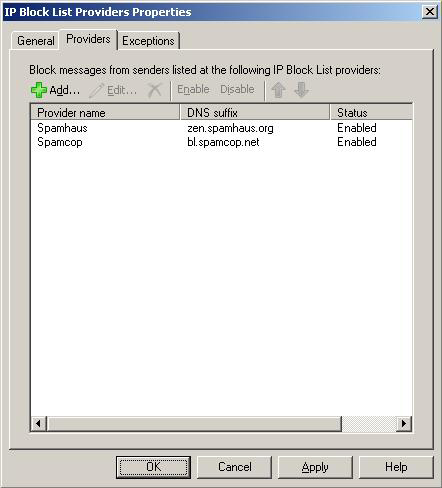 IP Block List Providers Properties
General Providers Exceptions
Block messages from senders listed at the following IP Block List providers:
Add... Edit... Enable Disable
Provider name DNS suffix Status
Spamhaus zen.spamhaus.org Enabled
Spamcop bl.spamcop.net Enabled
OK Cancel Apply Help